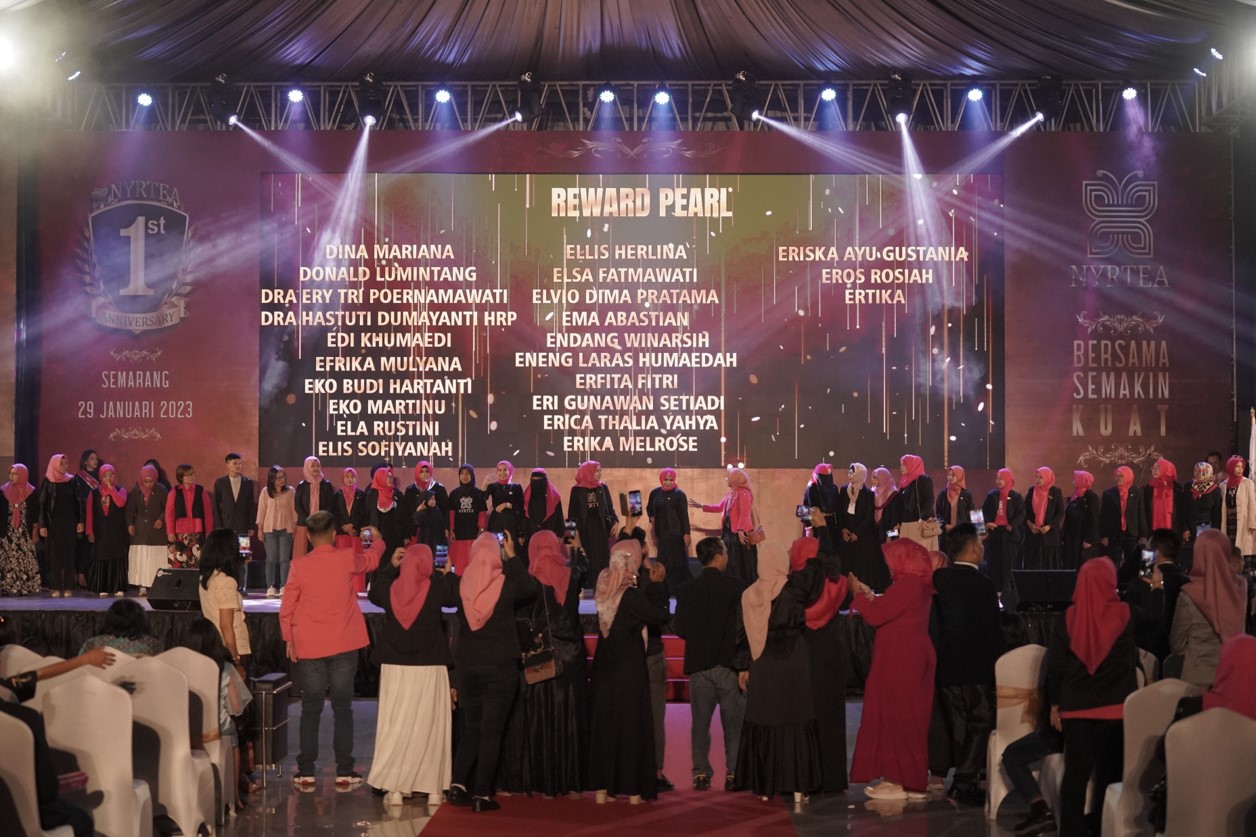 NYRTEA
1st
ANNIVERSARY
SEMARANG
29 JANUARI 2023
REWARD PEARL
DINA MARIANA
DONALD LUMINTANG
DRA ERY TRI POERNAMAWATI
DRA HASTUTI DUMAYANTI HRP
EDI KHUMAEDI
EFRIKA MULYANA
EKO BUDI HARTANTI
EKO MARTINU
ELA RUSTINI
ELIS SOFIYANAH
ELLIS HERLINA
ELSA FATMAWATI
ELVIO DIMA PRATAMA
EMA ABASTIAN
ENDANG WINARSIH
ENENG LARAS HUMAEDAH
ERFITA FITRI
ERI GUNAWAN SETIADI
ERICA THALIA YAHYA
ERIKA MELROSE
ERISKA AYU GUSTANIA
EROS ROSIAH
ERTIKA
NYRTEA
BERSAMA
SEMAKIN
KUAT
NYRTEA